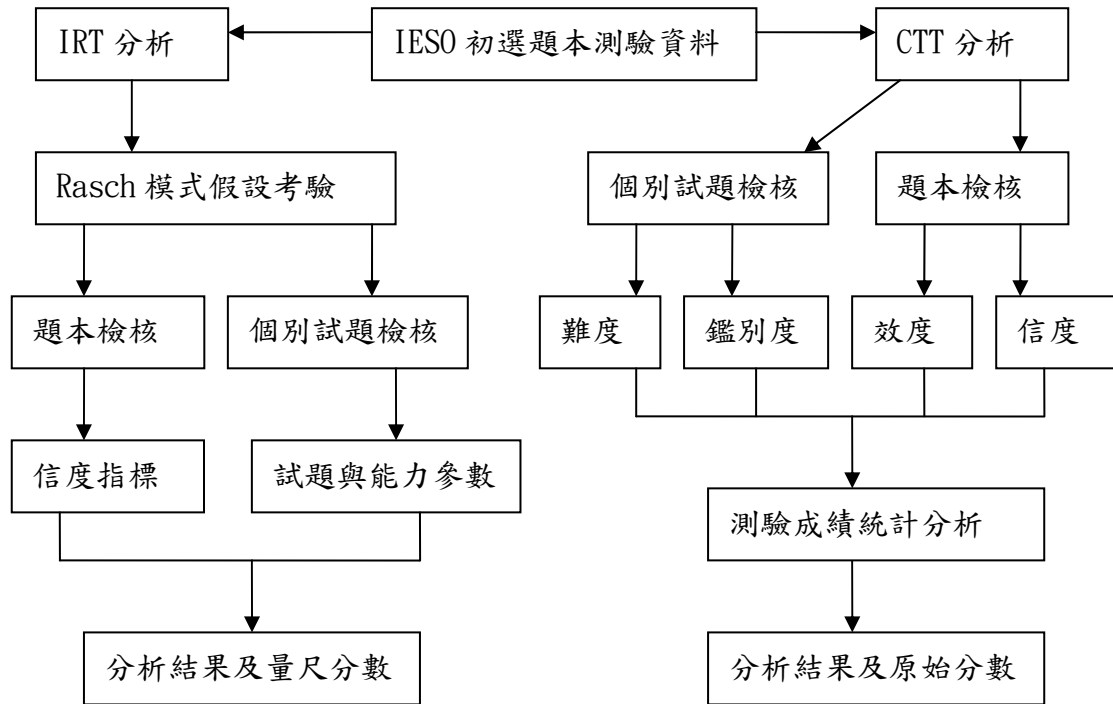 IRT 分析
IESO 初選題本測驗資料
CTT 分析
Rasch 模式假設考驗
個別試題檢核
題本檢核
題本檢核
個別試題檢核
難度
鑑別度
效度
信度
信度指標
試題與能力參數
測驗成績統計分析
分析結果及量尺分數
分析結果及原始分數